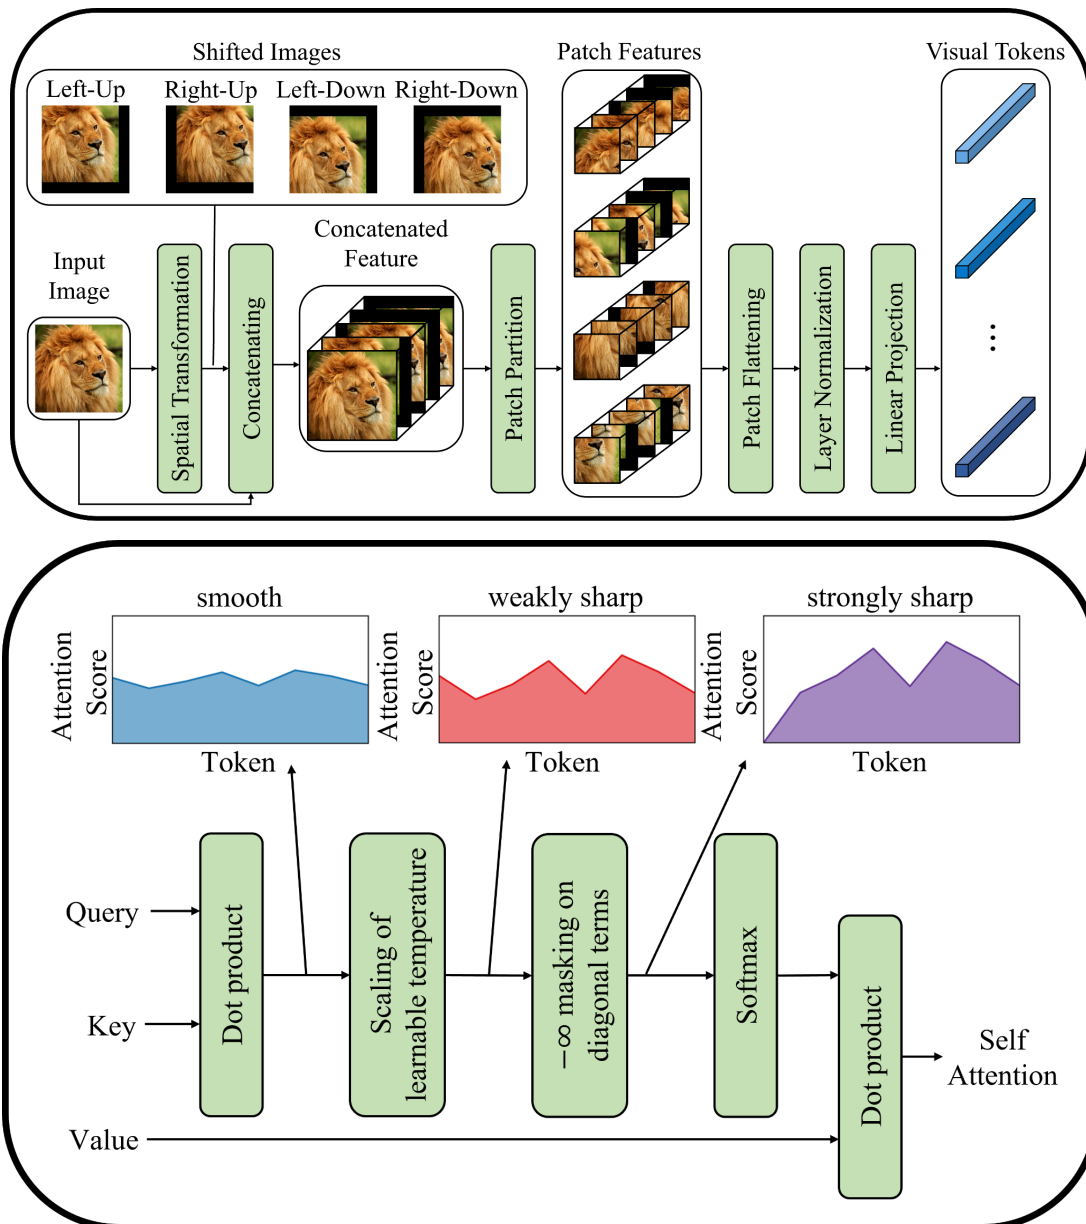 Shifted Images
Left-Up
Right-Up
Left-Down
Right-Down
Patch Features
Visual Tokens
Input
Image
Spatial Transformation
Concatenating
Concatenated
Feature
Patch Partition
Patch Flattening
Layer Normalization
Linear Projection
...
smooth
Attention
Score
Token
weakly sharp
Attention
Score
Token
strongly sharp
Attention
Score
Token
Query
Key
Value
Dot product
Scaling of
learnable temperature
−∞ masking on
diagonal terms
Softmax
Dot product
Self
Attention